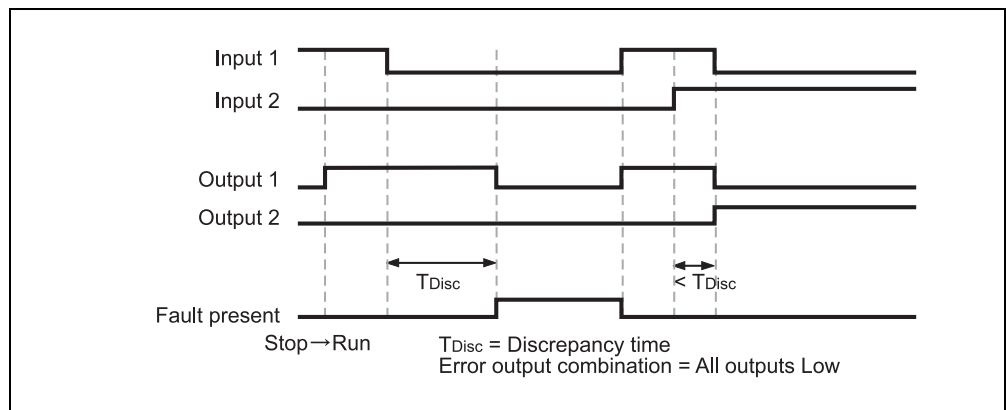 Input 1
Input 2
Output 1
Output 2
TDisc
< TDisc
Fault present
Stop→Run
TDisc = Discrepancy time
Error output combination = All outputs Low